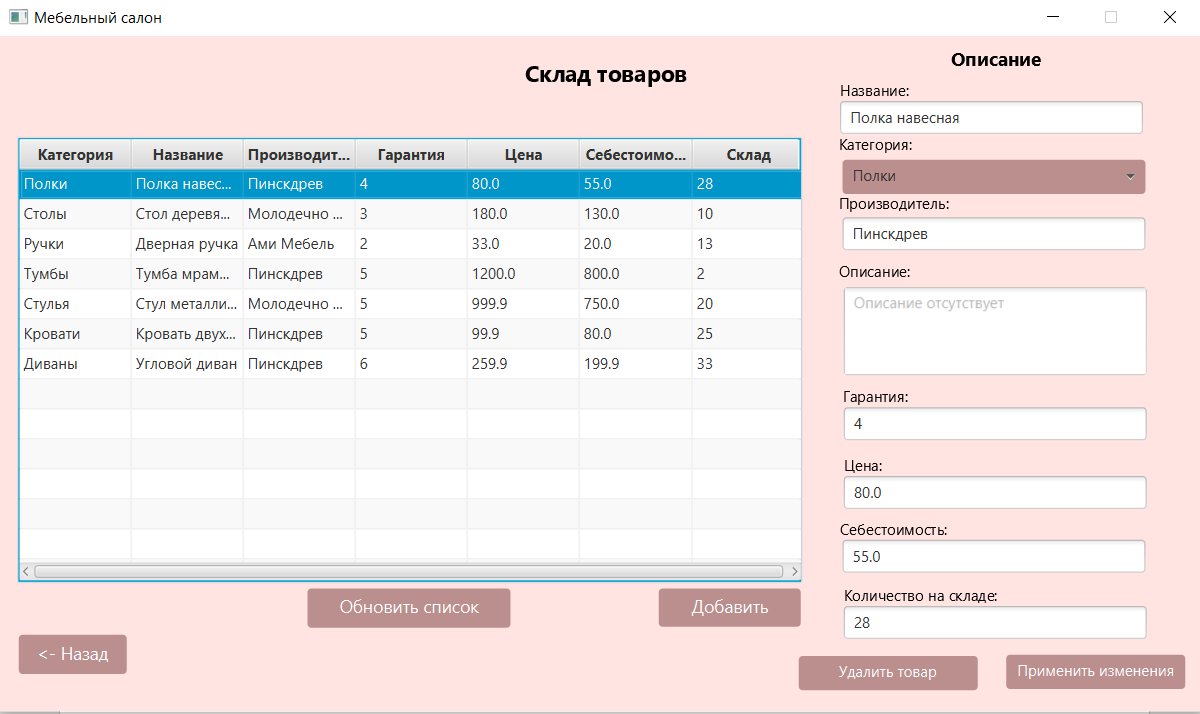 Мебельный салон
Склад товаров
Категория Название Производит... Гарантия Цена Себестоимо... Склад
Полки Полка навес... Пинскдрев 4 80.0 55.0 28
Столы Стол деревя... Молодечно ... 3 180.0 130.0 10
Ручки Дверная ручка Ами Мебель 2 33.0 20.0 13
Тумбы Тумба мрам... Пинскдрев 5 1200.0 800.0 2
Стулья Стул металли... Молодечно ... 5 999.9 750.0 20
Кровати Кровать двух... Пинскдрев 5 99.9 80.0 25
Диваны Угловой диван Пинскдрев 6 259.9 199.9 33
Обновить список
Добавить
<- Назад
Описание
Название:
Полка навесная
Категория:
Полки
Производитель:
Пинскдрев
Описание:
Описание отсутствует
Гарантия:
4
Цена:
80.0
Себестоимость:
55.0
Количество на складе:
28
Удалить товар
Применить изменения